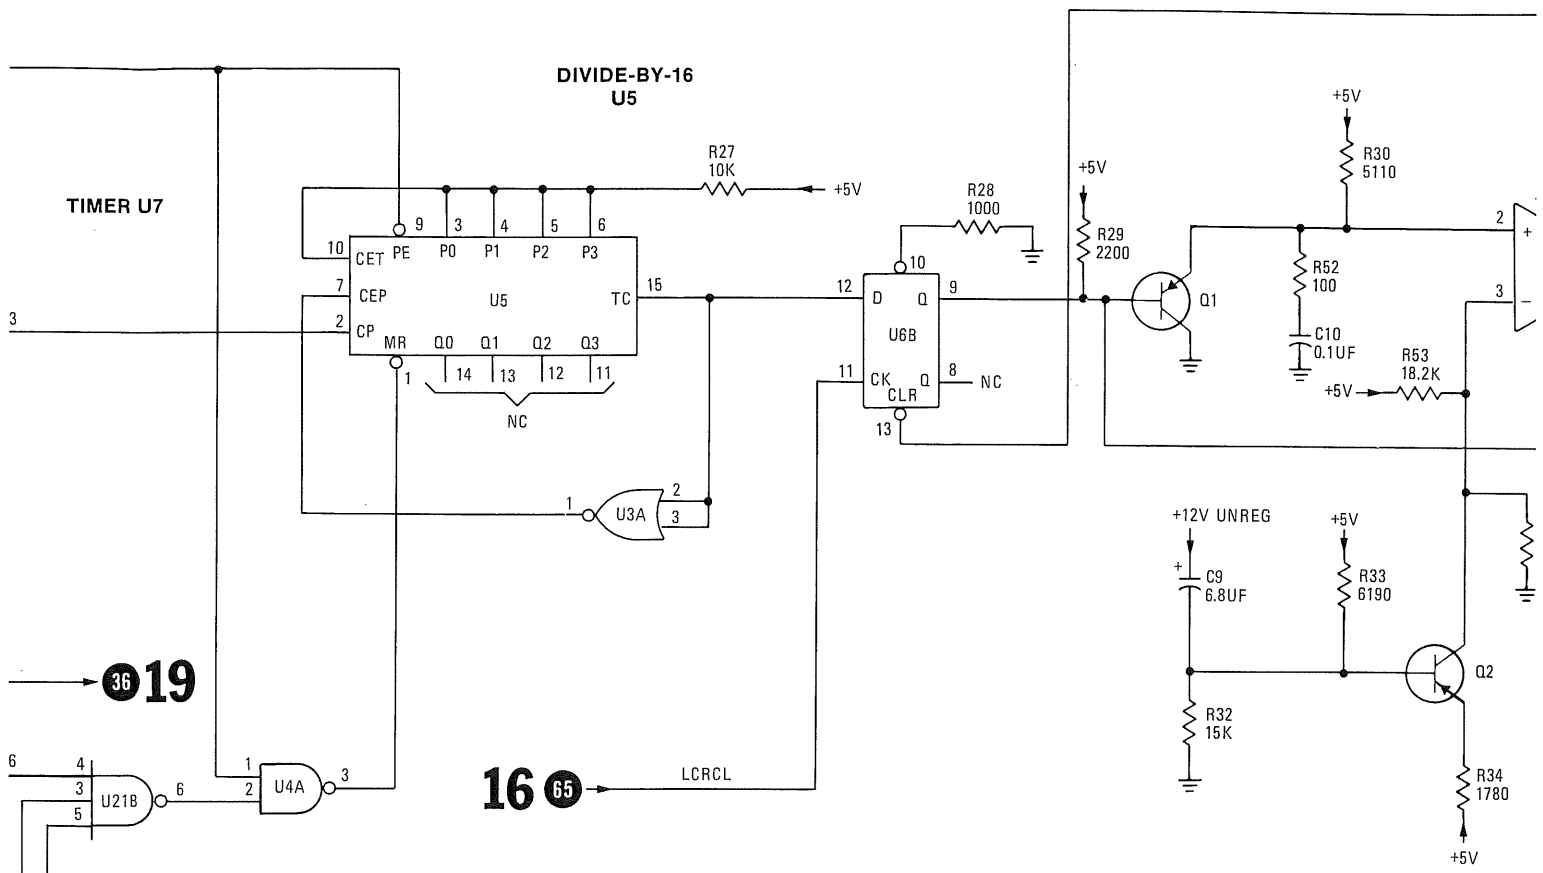 DIVIDE-BY-16
U5
TIMER U7
R27
10K
+5V
9
3
4
5
6
10
CET
PE
P0
P1
P2
P3
7
CEP
U5
TC
15
3
2
CP
MR
Q0
Q1
Q2
Q3
1
14
13
12
11
NC
1
U3A
2
3
R28
1000
10
12
D
Q
9
U6B
11
CK
Q
8
NC
CLR
13
+5V
R29
2200
Q1
+5V
R30
5110
R52
100
C10
0.1UF
2
+
3
–
R53
18.2K
+5V
+12V UNREG
+
C9
6.8UF
+5V
R33
6190
R32
15K
Q2
R34
1780
+5V
36 19
6
4
3
5
U21B
6
1
2
U4A
3
16 65
LCRCL